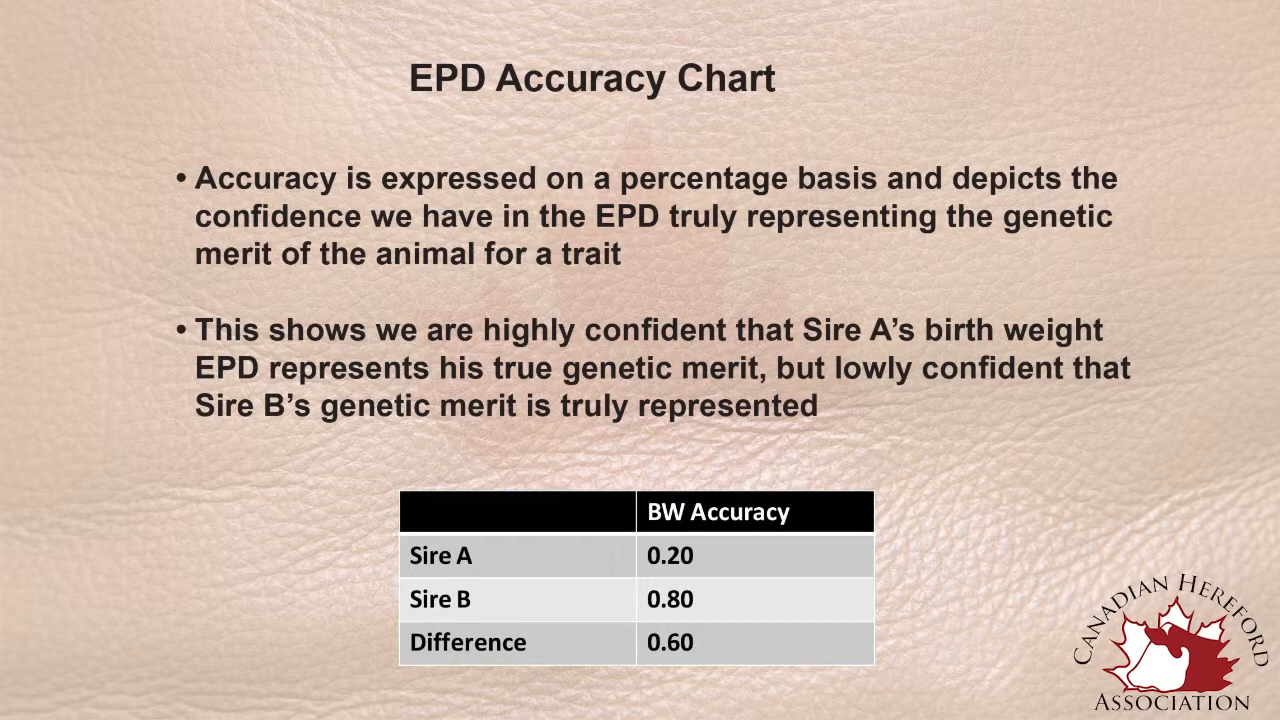 EPD Accuracy Chart
• Accuracy is expressed on a percentage basis and depicts the
confidence we have in the EPD truly representing the genetic
merit of the animal for a trait
• This shows we are highly confident that Sire A’s birth weight
EPD represents his true genetic merit, but lowly confident that
Sire B’s genetic merit is truly represented
BW Accuracy
Sire A 0.20
Sire B 0.80
Difference 0.60
CANADIAN HEREFORD
ASSOCIATION